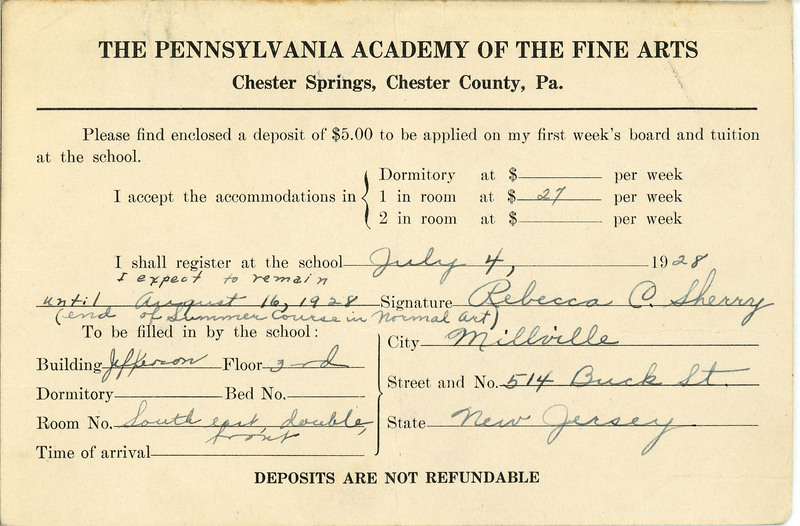 THE PENNSYLVANIA ACADEMY OF THE FINE ARTS
Chester Springs, Chester County, Pa.
Please find enclosed a deposit of $5.00 to be applied on my first week's board and tuition
at the school.
I accept the accommodations in
Dormitory at $ per week
1 in room at $ 27 per week
2 in room at $ per week
I shall register at the school July 4, 1928
I expect to remain
until August 16, 1928 Signature Rebecca C. Sherry
(end of Summer Course in Normal Art)
To be filled in by the school:
Building Jefferson Floor 3rd
Dormitory Bed No.
Room No. South east, double,
front
Time of arrival
City Millville
Street and No. 514 Buck St.
State New Jersey
DEPOSITS ARE NOT REFUNDABLE